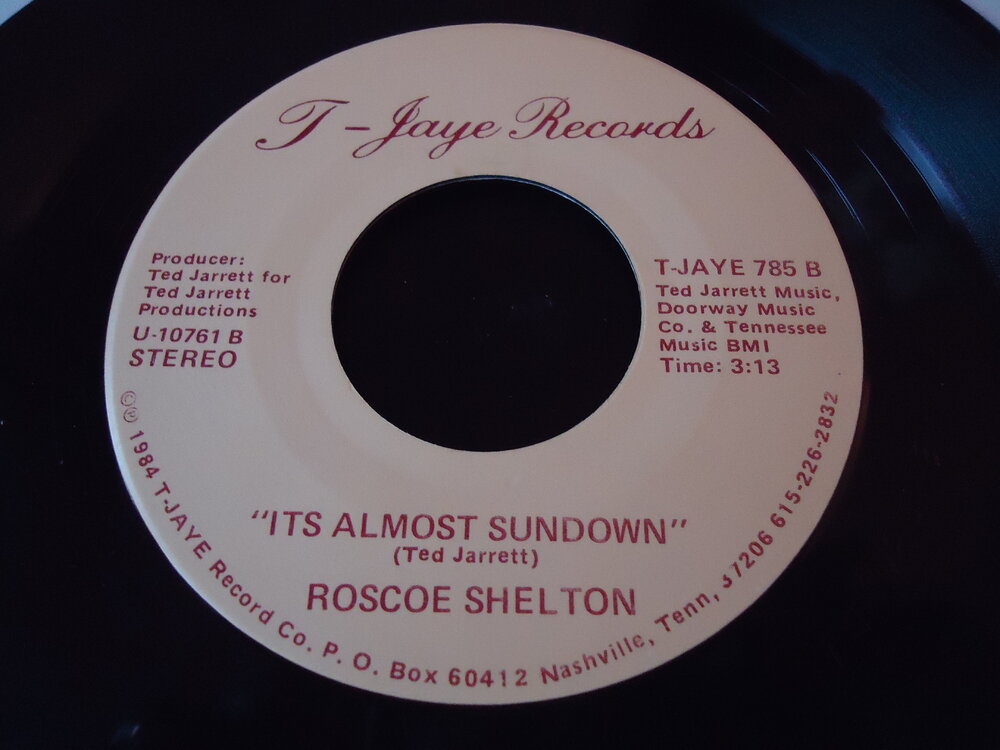 T-Jaye Records
Producer:
Ted Jarrett for
Ted Jarrett
Productions
U-10761 B
STEREO
T-JAYE 785 B
Ted Jarrett Music,
Doorway Music
Co. & Tennessee
Music BMI
Time: 3:13
"ITS ALMOST SUNDOWN"
(Ted Jarrett)
ROSCOE SHELTON
© ℗ 1984 T-JAYE Record Co. P. O. Box 60412 Nashville, Tenn, 37206 615-226-2832